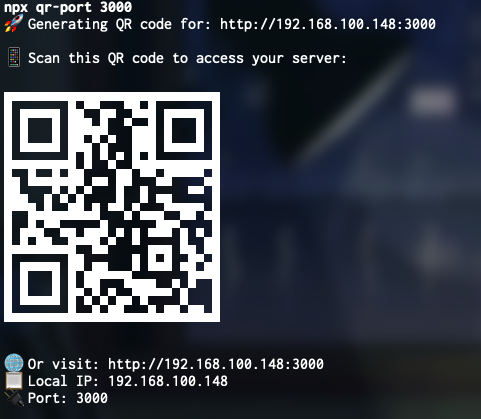 npx qr-port 3000
🚀 Generating QR code for: http://192.168.100.148:3000
📱 Scan this QR code to access your server:
🌐 Or visit: http://192.168.100.148:3000
💻 Local IP: 192.168.100.148
🔌 Port: 3000